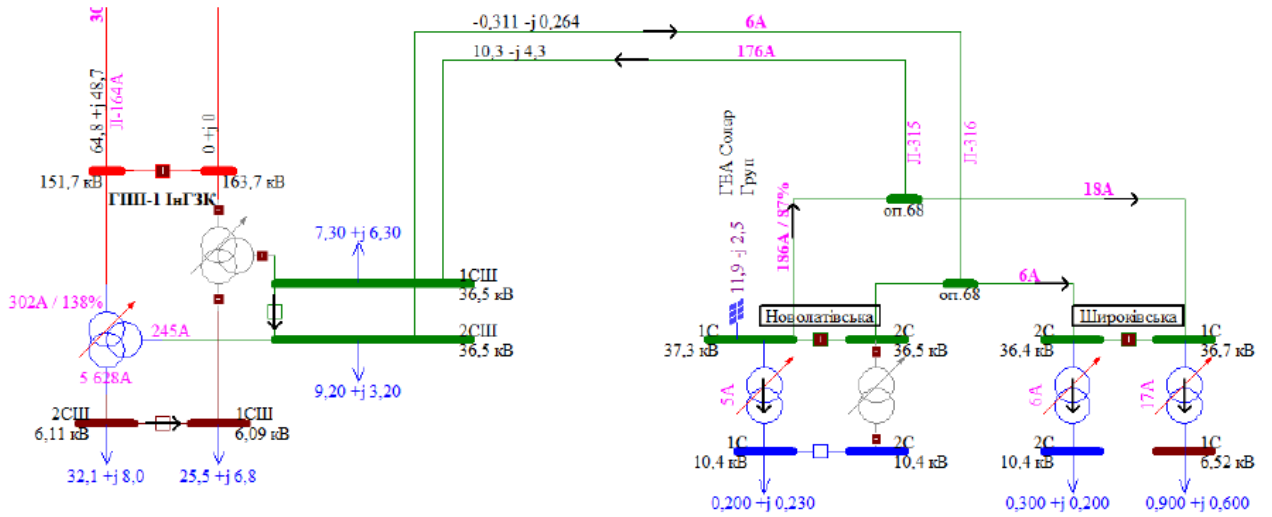 64,8 +j 48,7
Л-164А
0 +j 0
151,7 кВ
163,7 кВ
ГПП-1 ІнГЗК
302А / 138%
245А
5 628А
2СШ
6,11 кВ
1СШ
6,09 кВ
32,1 +j 8,0
25,5 +j 6,8
-0,311 -j 0,264
6А
10,3 -j 4,3
176А
7,30 +j 6,30
1СШ
36,5 кВ
2СШ
36,5 кВ
9,20 +j 3,20
Л-315
Л-316
ГЕА Солар
Груп
11,9 -j 2,5
186А / 87%
оп.68
18А
оп.68
6А
Новолатівська
Широківська
1С
37,3 кВ
2С
36,5 кВ
2С
36,4 кВ
1С
36,7 кВ
5А
6А
17А
1С
10,4 кВ
2С
10,4 кВ
2С
10,4 кВ
1С
6,52 кВ
0,200 +j 0,230
0,300 +j 0,200
0,900 +j 0,600